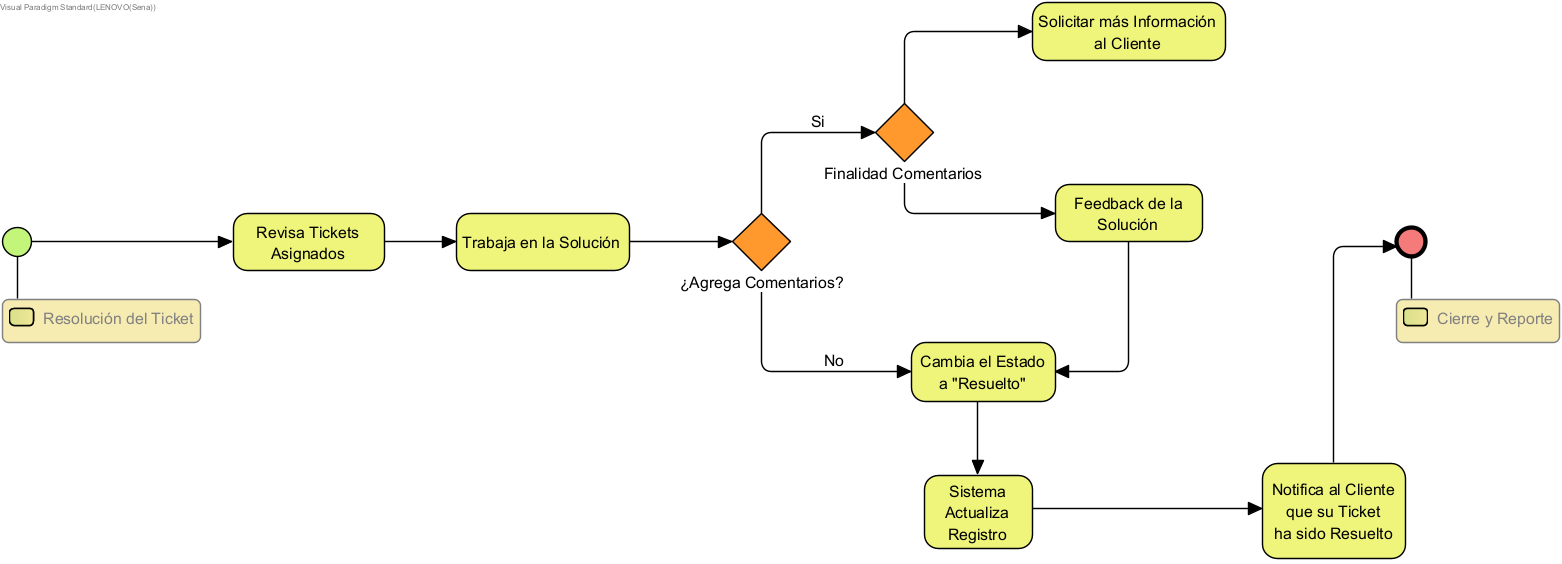 Visual Paradigm Standard(LENOVO(Sena))
Solicitar más Información
al Cliente
Si
Finalidad Comentarios
Feedback de la
Solución
Revisa Tickets
Asignados
Trabaja en la Solución
¿Agrega Comentarios?
Resolución del Ticket
Cierre y Reporte
No
Cambia el Estado
a "Resuelto"
Sistema
Actualiza
Registro
Notifica al Cliente
que su Ticket
ha sido Resuelto